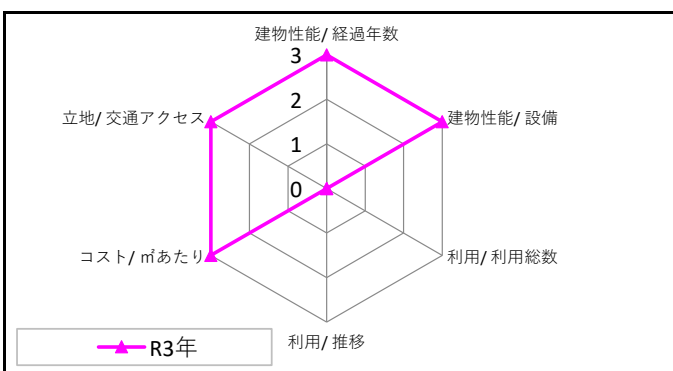 建物性能/ 経過年数
3
立地/ 交通アクセス
2
建物性能/ 設備
1
0
コスト/ ㎡あたり
利用/ 利用総数
R3年
利用/ 推移